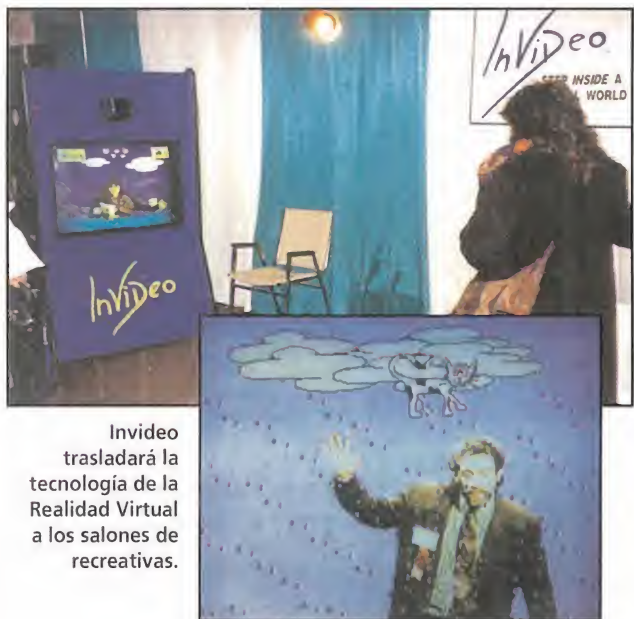 InViDeo
STEP INSIDE A
WORLD
InViDeo
Invideo
trasladará la
tecnología de la
Realidad Virtual
a los salones de
recreativas.